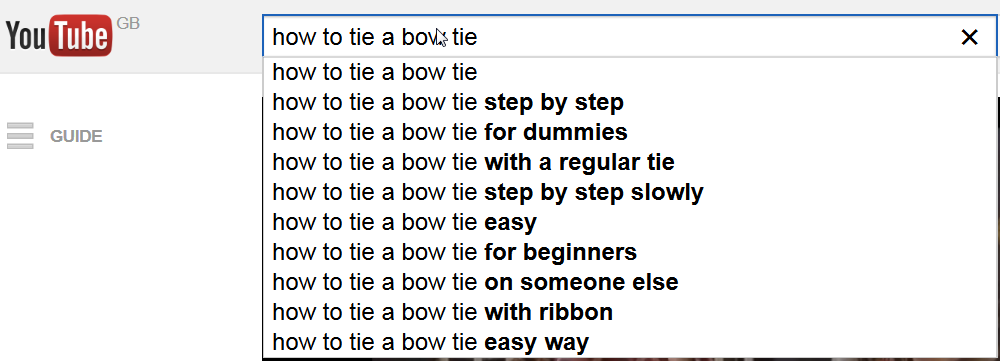 YouTube GB
how to tie a bow tie ✕
how to tie a bow tie
how to tie a bow tie step by step
how to tie a bow tie for dummies
GUIDE
how to tie a bow tie with a regular tie
how to tie a bow tie step by step slowly
how to tie a bow tie easy
how to tie a bow tie for beginners
how to tie a bow tie on someone else
how to tie a bow tie with ribbon
how to tie a bow tie easy way